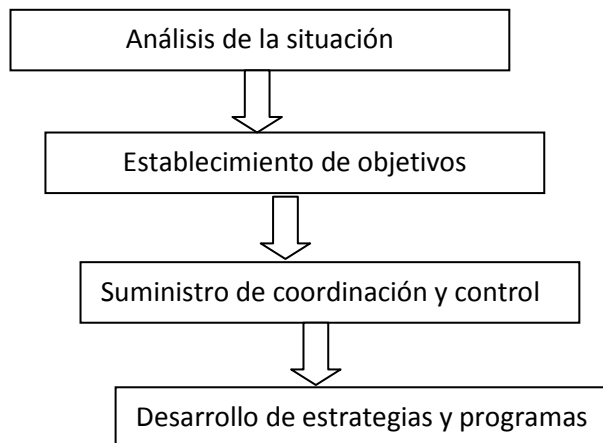 Análisis de la situación
Establecimiento de objetivos
Suministro de coordinación y control
Desarrollo de estrategias y programas